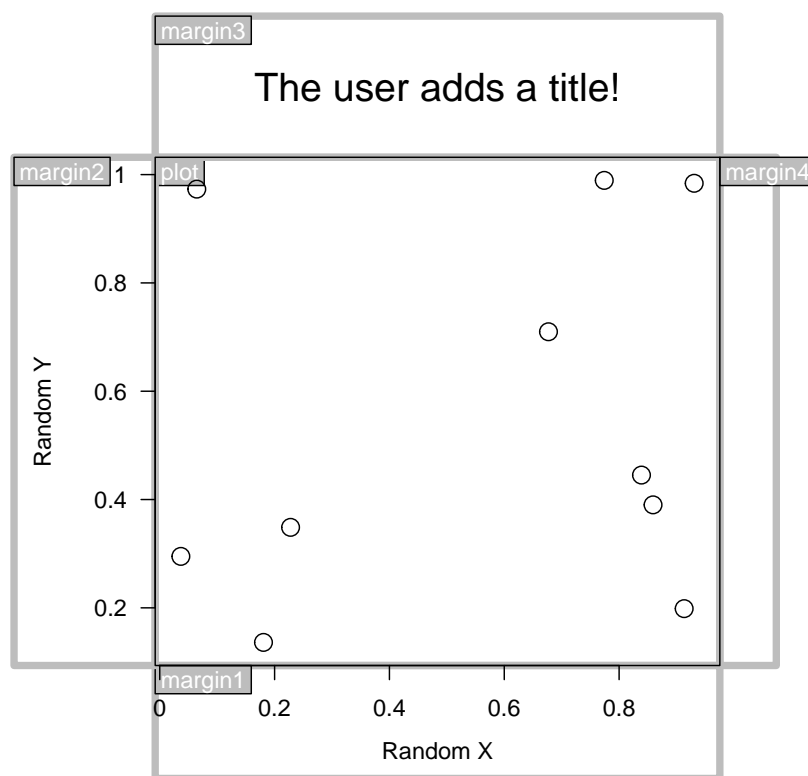 margin3
The user adds a title!
margin2
plot
margin4
1
0.8
0.6
0.4
0.2
Random Y
margin1
0 0.2 0.4 0.6 0.8
Random X